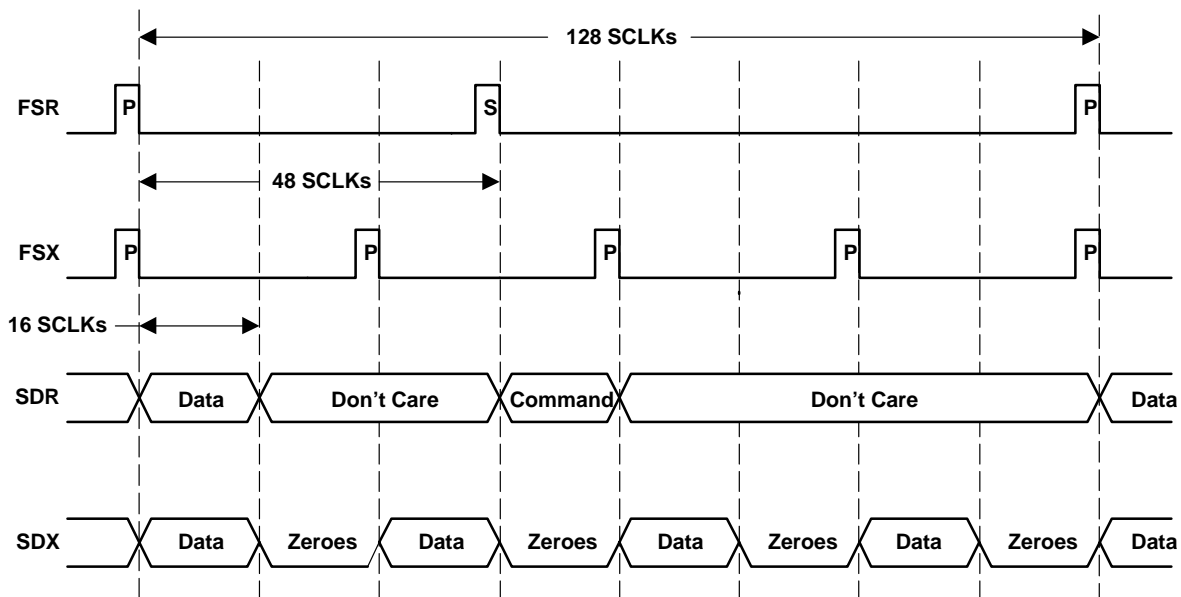 128 SCLKs
FSR P S P
48 SCLKs
FSX P P P P P
16 SCLKs
SDR Data Don't Care Command Don't Care Data
SDX Data Zeroes Data Zeroes Data Zeroes Data Zeroes Data